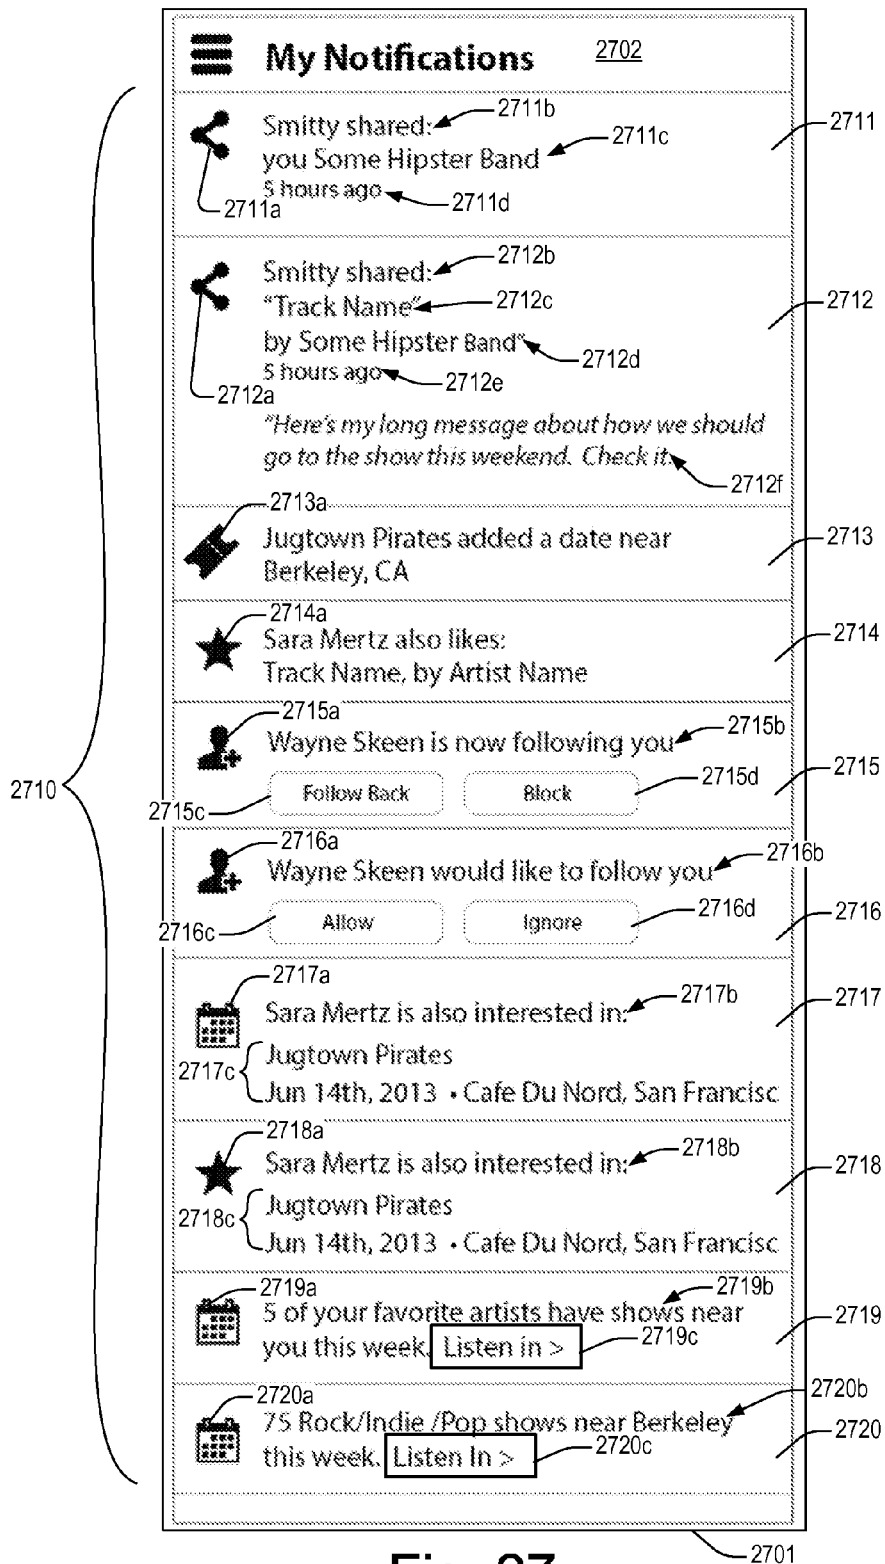 My Notifications 2702
2711b
Smitty shared:
2711
2711c
you Some Hipster Band
5 hours ago
2711d
2711a
2712b
Smitty shared:
"Track Name"
2712c
2712
by Some Hipster Band"
2712d
5 hours ago
2712e
2712a
"Here's my long message about how we should
go to the show this weekend. Check it.
2712f
2713a
Jugtown Pirates added a date near
2713
Berkeley, CA
2714a
Sara Mertz also likes:
2714
Track Name, by Artist Name
2715a
2715b
Wayne Skeen is now following you
2715
2715d
2710
Follow Back Block
2715c
2716a
2716b
Wayne Skeen would like to follow you
2716d
2716
Allow Ignore
2716c
2717a
2717b
2717
Sara Mertz is also interested in:
Jugtown Pirates
2717c
Jun 14th, 2013 • Cafe Du Nord, San Francisc
2718a
2718b
Sara Mertz is also interested in:
2718
Jugtown Pirates
2718c
Jun 14th, 2013 • Cafe Du Nord, San Francisc
2719a
2719b
5 of your favorite artists have shows near
2719
you this week. Listen in >
2719c
2720a
2720b
75 Rock/Indie /Pop shows near Berkeley
2720
this week. Listen In >
2720c
2701